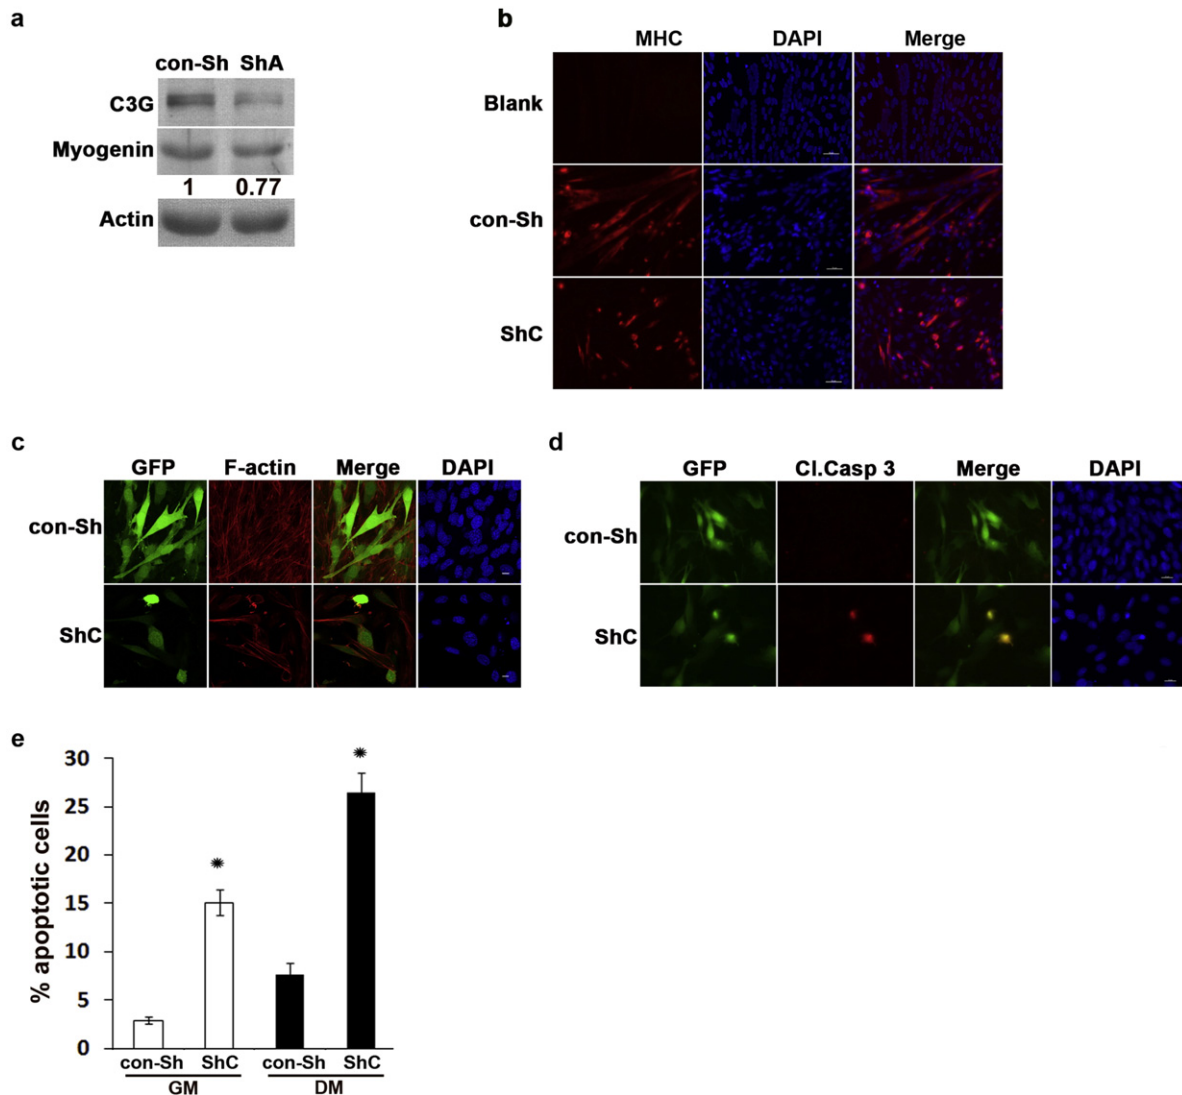 a
con-Sh ShA
C3G
Myogenin
1 0.77
Actin
b
MHC DAPI Merge
Blank
con-Sh
ShC
c
GFP F-actin Merge DAPI
con-Sh
ShC
d
GFP Cl.Casp 3 Merge DAPI
con-Sh
ShC
e
% apoptotic cells
30
25
20
15
10
5
0
* *
con-Sh ShC con-Sh ShC
GM DM